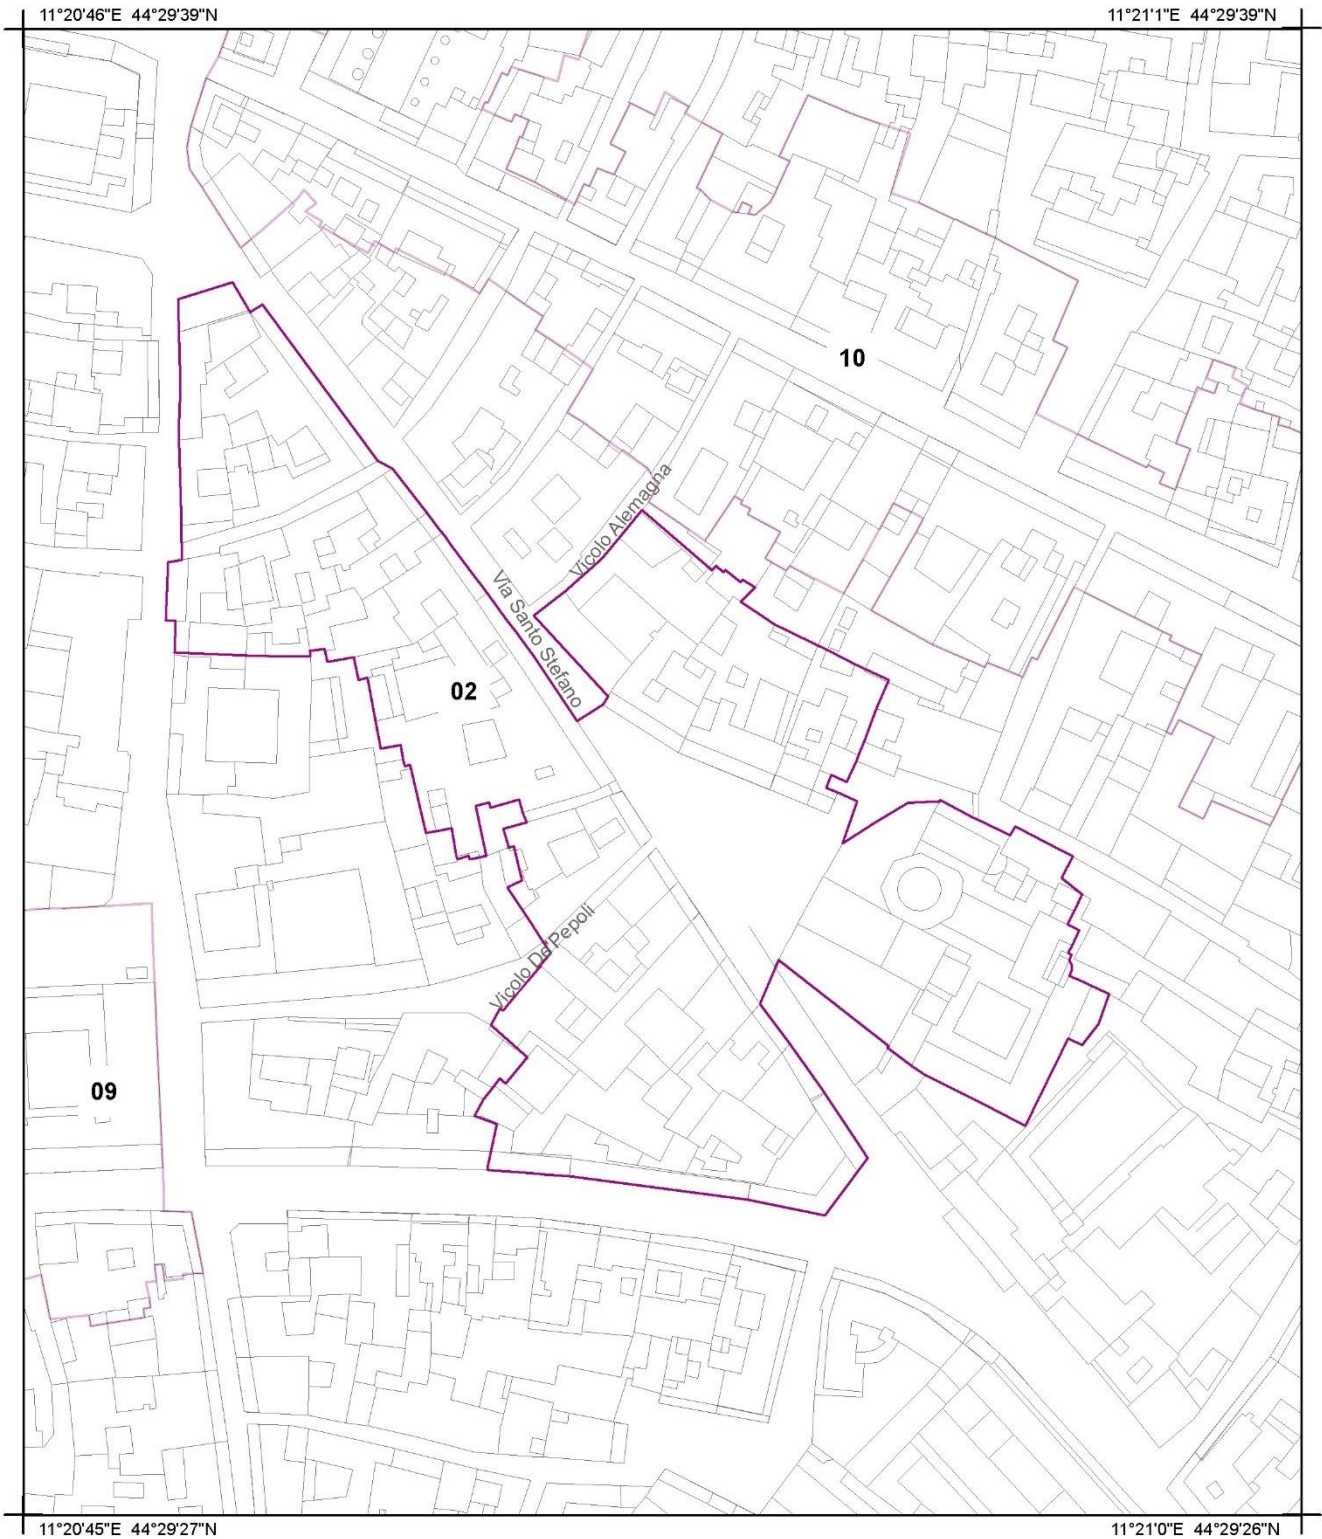 11°20'46"E 44°29'39"N
11°21'1"E 44°29'39"N
10
Vicolo Alemagna
Via Santo Stefano
02
Vicolo De'Pepoli
09
11°20'45"E 44°29'27"N
11°21'0"E 44°29'26"N